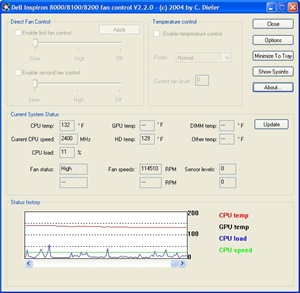 Dell Inspiron 8000/8100/8200 fan control V2.2.0 - (c) 2004 by C. Diefer
Direct Fan Control
Enable first fan control
Apply
Slow High Off
Enable second fan control
Slow High Off
Temperature control
Enable temperature control
Profile: Normal
Current fan level: 0
Close
Options
Minimize To Tray
Show Sysinfo
About...
Current System Status
CPU temp: 132 ° F GPU temp: --- ° F DIMM temp: --- ° F Update
Current CPU speed: 2400 MHz HD temp: 129 ° F Other temp: --- ° F
CPU load: 11 %
Fan status: High Fan speeds: 114510 RPM Sensor levels: 0
--- --- RPM 0
Status history
200
100
0
CPU temp
GPU temp
CPU load
CPU speed